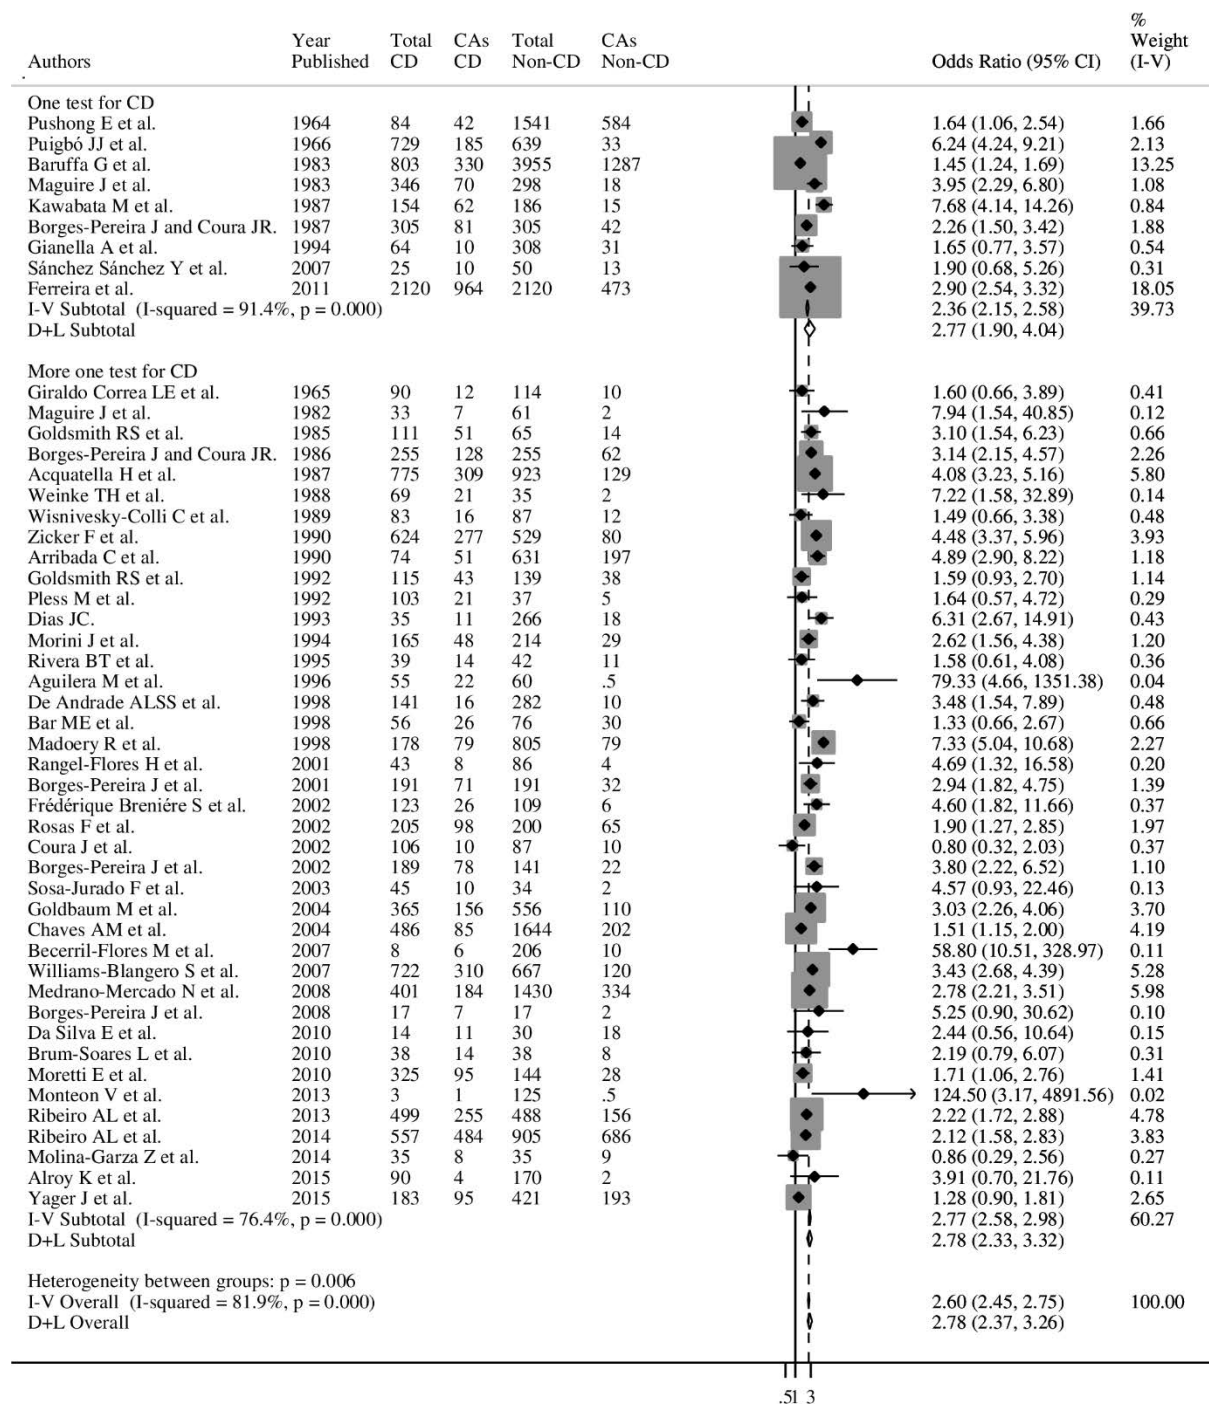 Authors Year Published Total CD CAs CD Total Non-CD CAs Non-CD Odds Ratio (95% CI) % Weight (I-V)
One test for CD
Pushong E et al. 1964 84 42 1541 584 1.64 (1.06, 2.54) 1.66
Puigbó JJ et al. 1966 729 185 639 33 6.24 (4.24, 9.21) 2.13
Baruffa G et al. 1983 803 330 3955 1287 1.45 (1.24, 1.69) 13.25
Maguire J et al. 1983 346 70 298 18 3.95 (2.29, 6.80) 1.08
Kawabata M et al. 1987 154 62 186 15 7.68 (4.14, 14.26) 0.84
Borges-Pereira J and Coura JR. 1987 305 81 305 42 2.26 (1.50, 3.42) 1.88
Gianella A et al. 1994 64 10 308 31 1.65 (0.77, 3.57) 0.54
Sánchez Sánchez Y et al. 2007 25 10 50 13 1.90 (0.68, 5.26) 0.31
Ferreira et al. 2011 2120 964 2120 473 2.90 (2.54, 3.32) 18.05
I-V Subtotal (I-squared = 91.4%, p = 0.000) 2.36 (2.15, 2.58) 39.73
D+L Subtotal 2.77 (1.90, 4.04)
More one test for CD
Giraldo Correa LE et al. 1965 90 12 114 10 1.60 (0.66, 3.89) 0.41
Maguire J et al. 1982 33 7 61 2 7.94 (1.54, 40.85) 0.12
Goldsmith RS et al. 1985 111 51 65 14 3.10 (1.54, 6.23) 0.66
Borges-Pereira J and Coura JR. 1986 255 128 255 62 3.14 (2.15, 4.57) 2.26
Acquatella H et al. 1987 775 309 923 129 4.08 (3.23, 5.16) 5.80
Weinke TH et al. 1988 69 21 35 2 7.22 (1.58, 32.89) 0.14
Wisnivesky-Colli C et al. 1989 83 16 87 12 1.49 (0.66, 3.38) 0.48
Zicker F et al. 1990 624 277 529 80 4.48 (3.37, 5.96) 3.93
Arribada C et al. 1990 74 51 631 197 4.89 (2.90, 8.22) 1.18
Goldsmith RS et al. 1992 115 43 139 38 1.59 (0.93, 2.70) 1.14
Pless M et al. 1992 103 21 37 5 1.64 (0.57, 4.72) 0.29
Dias JC. 1993 35 11 266 18 6.31 (2.67, 14.91) 0.43
Morini J et al. 1994 165 48 214 29 2.62 (1.56, 4.38) 1.20
Rivera BT et al. 1995 39 14 42 11 1.58 (0.61, 4.08) 0.36
Aguilera M et al. 1996 55 22 60 .5 79.33 (4.66, 1351.38) 0.04
De Andrade ALSS et al. 1998 141 16 282 10 3.48 (1.54, 7.89) 0.48
Bar ME et al. 1998 56 26 76 30 1.33 (0.66, 2.67) 0.66
Madoery R et al. 1998 178 79 805 79 7.33 (5.04, 10.68) 2.27
Rangel-Flores H et al. 2001 43 8 86 4 4.69 (1.32, 16.58) 0.20
Borges-Pereira J et al. 2001 191 71 191 32 2.94 (1.82, 4.75) 1.39
Frédérique Breniére S et al. 2002 123 26 109 6 4.60 (1.82, 11.66) 0.37
Rosas F et al. 2002 205 98 200 65 1.90 (1.27, 2.85) 1.97
Coura J et al. 2002 106 10 87 10 0.80 (0.32, 2.03) 0.37
Borges-Pereira J et al. 2002 189 78 141 22 3.80 (2.22, 6.52) 1.10
Sosa-Jurado F et al. 2003 45 10 34 2 4.57 (0.93, 22.46) 0.13
Goldbaum M et al. 2004 365 156 556 110 3.03 (2.26, 4.06) 3.70
Chaves AM et al. 2004 486 85 1644 202 1.51 (1.15, 2.00) 4.19
Becerril-Flores M et al. 2007 8 6 206 10 58.80 (10.51, 328.97) 0.11
Williams-Blangero S et al. 2007 722 310 667 120 3.43 (2.68, 4.39) 5.28
Medrano-Mercado N et al. 2008 401 184 1430 334 2.78 (2.21, 3.51) 5.98
Borges-Pereira J et al. 2008 17 7 17 2 5.25 (0.90, 30.62) 0.10
Da Silva E et al. 2010 14 11 30 18 2.44 (0.56, 10.64) 0.15
Brum-Soares L et al. 2010 38 14 38 8 2.19 (0.79, 6.07) 0.31
Moretti E et al. 2010 325 95 144 28 1.71 (1.06, 2.76) 1.41
Monteon V et al. 2013 3 1 125 .5 124.50 (3.17, 4891.56) 0.02
Ribeiro AL et al. 2013 499 255 488 156 2.22 (1.72, 2.88) 4.78
Ribeiro AL et al. 2014 557 484 905 686 2.12 (1.58, 2.83) 3.83
Molina-Garza Z et al. 2014 35 8 35 9 0.86 (0.29, 2.56) 0.27
Alroy K et al. 2015 90 4 170 2 3.91 (0.70, 21.76) 0.11
Yager J et al. 2015 183 95 421 193 1.28 (0.90, 1.81) 2.65
I-V Subtotal (I-squared = 76.4%, p = 0.000) 2.77 (2.58, 2.98) 60.27
D+L Subtotal 2.78 (2.33, 3.32)
Heterogeneity between groups: p = 0.006
I-V Overall (I-squared = 81.9%, p = 0.000) 2.60 (2.45, 2.75) 100.00
D+L Overall 2.78 (2.37, 3.26)
.5 1 3